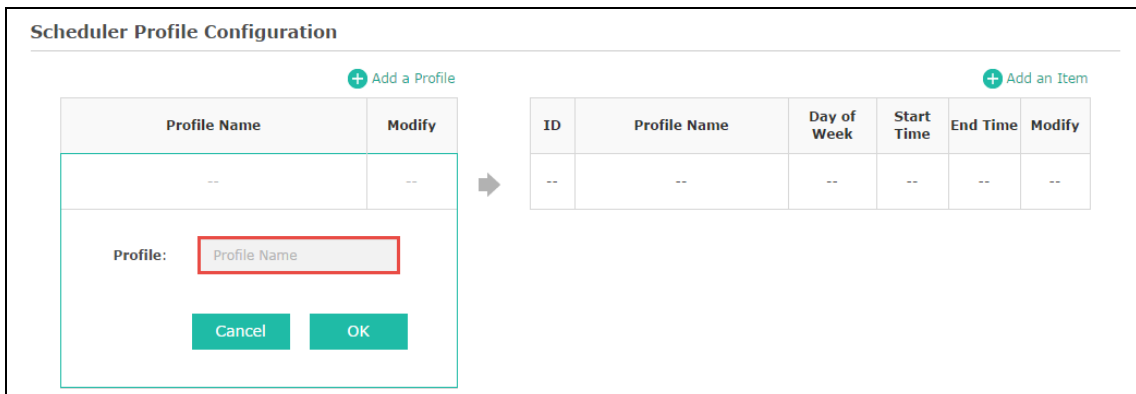 Scheduler Profile Configuration
Add a Profile
Profile Name Modify
-- --
Profile: Profile Name
Cancel OK
Add an Item
ID Profile Name Day of Week Start Time End Time Modify
-- -- -- -- -- --